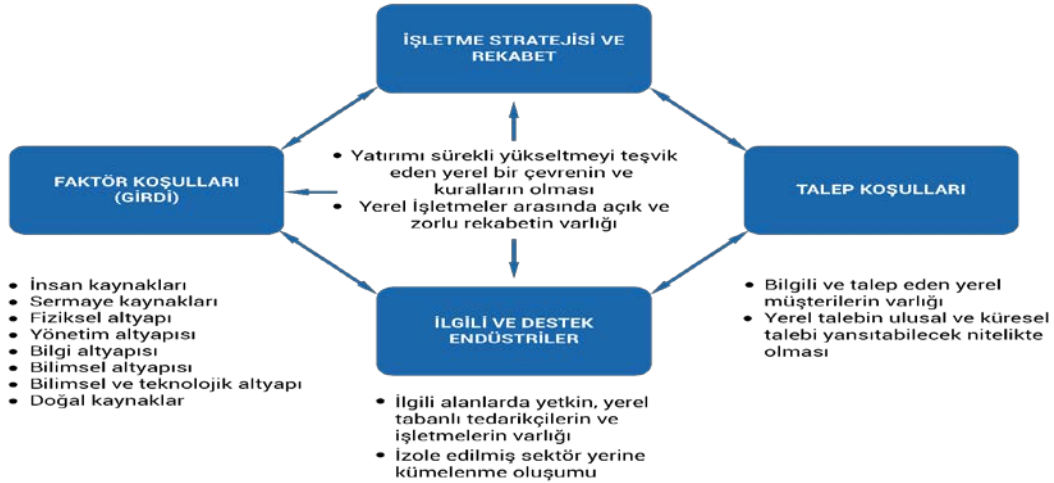 İŞLETME STRATEJİSİ VE
REKABET
• Yatırımı sürekli yükseltmeyi teşvik
eden yerel bir çevrenin ve
kuralların olması
• Yerel İşletmeler arasında açık ve
zorlu rekabetin varlığı
FAKTÖR KOŞULLARI
(GİRDİ)
TALEP KOŞULLARI
• İnsan kaynakları
• Sermaye kaynakları
• Fiziksel altyapı
• Yönetim altyapısı
• Bilgi altyapısı
• Bilimsel altyapısı
• Bilimsel ve teknolojik altyapı
• Doğal kaynaklar
İLGİLİ VE DESTEK
ENDÜSTRİLER
• İlgili alanlarda yetkin, yerel
tabanlı tedarikçilerin ve
işletmelerin varlığı
• İzole edilmiş sektör yerine
kümelenme oluşumu
• Bilgili ve talep eden yerel
müşterilerin varlığı
• Yerel talebin ulusal ve küresel
talebi yansıtabilecek nitelikte
olması